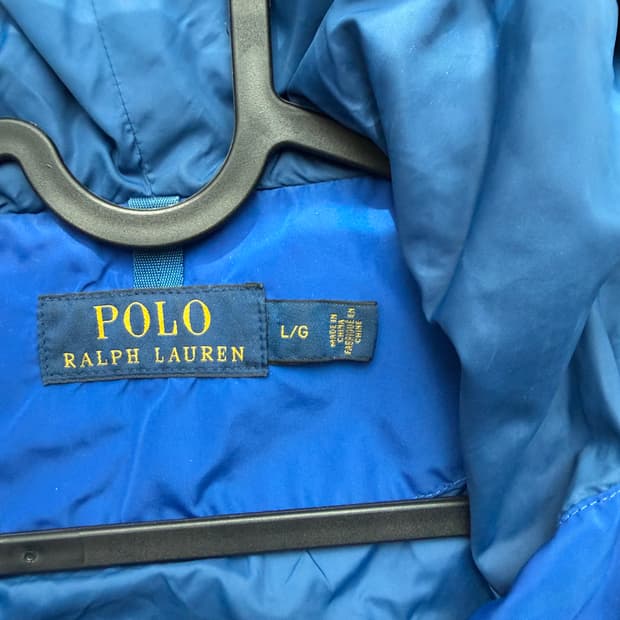 POLO
RALPH LAUREN
L/G
MADE IN
CHINA
FABRIQUÉ EN
CHINE